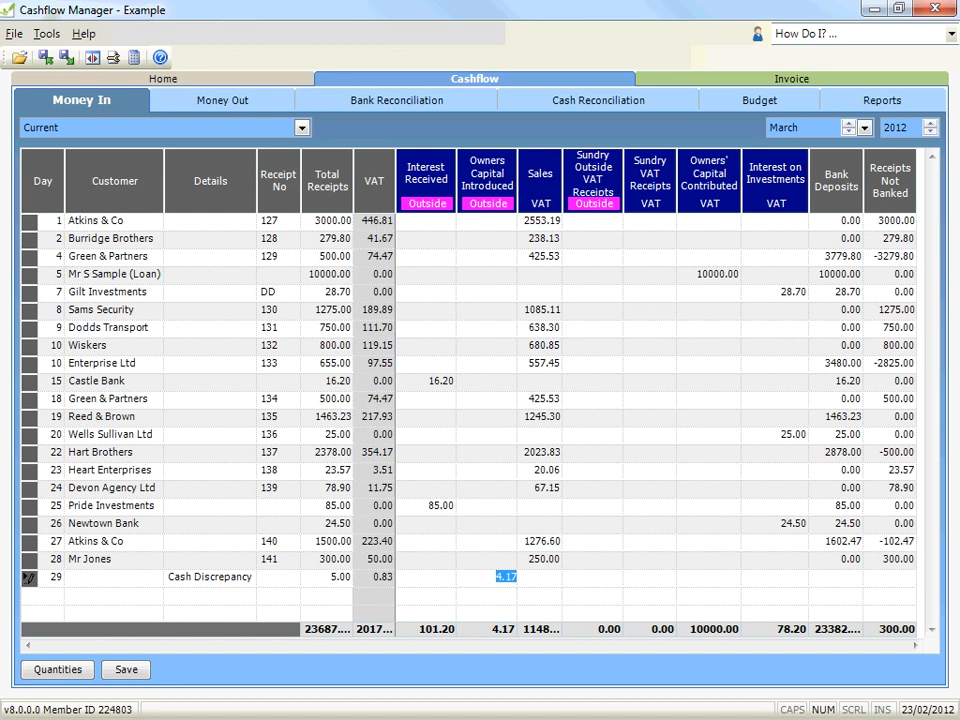 Cashflow Manager - Example
File Tools Help
How Do I? ...
Home Cashflow Invoice
Money In Money Out Bank Reconciliation Cash Reconciliation Budget Reports
Current March 2012
Day Customer Details Receipt No Total Receipts VAT Interest Received Outside Owners Capital Introduced Outside Sales VAT Sundry Outside VAT Receipts Outside Sundry VAT Receipts VAT Owners' Capital Contributed VAT Interest on Investments VAT Bank Deposits Receipts Not Banked
1 Atkins & Co 127 3000.00 446.81 2553.19 0.00 3000.00
2 Burridge Brothers 128 279.80 41.67 238.13 0.00 279.80
4 Green & Partners 129 500.00 74.47 425.53 3779.80 -3279.80
5 Mr S Sample (Loan) 10000.00 0.00 10000.00 10000.00 0.00
7 Gilt Investments DD 28.70 0.00 28.70 28.70 0.00
8 Sams Security 130 1275.00 189.89 1085.11 0.00 1275.00
9 Dodds Transport 131 750.00 111.70 638.30 0.00 750.00
10 Wiskers 132 800.00 119.15 680.85 0.00 800.00
10 Enterprise Ltd 133 655.00 97.55 557.45 3480.00 -2825.00
15 Castle Bank 16.20 0.00 16.20 16.20 0.00
18 Green & Partners 134 500.00 74.47 425.53 0.00 500.00
19 Reed & Brown 135 1463.23 217.93 1245.30 1463.23 0.00
20 Wells Sullivan Ltd 136 25.00 0.00 25.00 25.00 0.00
22 Hart Brothers 137 2378.00 354.17 2023.83 2878.00 -500.00
23 Heart Enterprises 138 23.57 3.51 20.06 0.00 23.57
24 Devon Agency Ltd 139 78.90 11.75 67.15 0.00 78.90
25 Pride Investments 85.00 0.00 85.00 85.00 0.00
26 Newtown Bank 24.50 0.00 24.50 24.50 0.00
27 Atkins & Co 140 1500.00 223.40 1276.60 1602.47 -102.47
28 Mr Jones 141 300.00 50.00 250.00 0.00 300.00
29 Cash Discrepancy 5.00 0.83 4.17
23687.... 2017... 101.20 4.17 1148... 0.00 0.00 10000.00 78.20 23382.... 300.00
Quantities Save
v8.0.0.0 Member ID 224803 CAPS NUM SCRL INS 23/02/2012